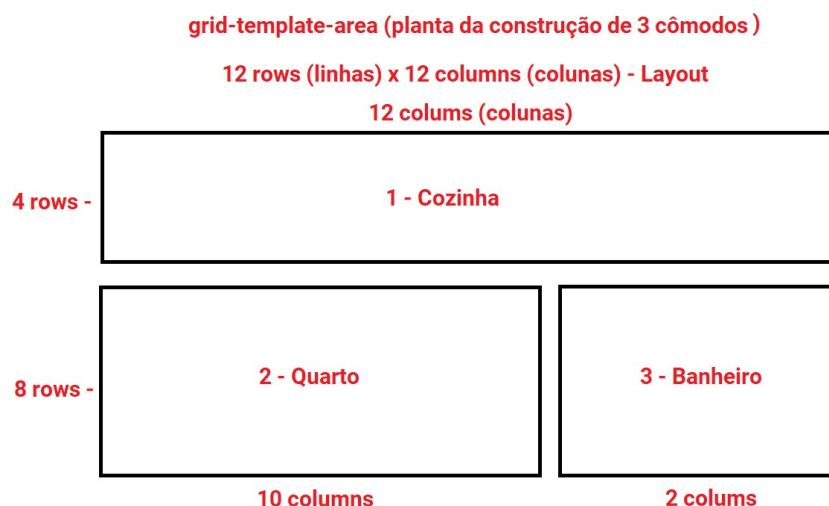 grid-template-area (planta da construção de 3 cômodos )
12 rows (linhas) x 12 columns (colunas) - Layout
12 colums (colunas)
4 rows -
1 - Cozinha
8 rows -
2 - Quarto
3 - Banheiro
10 columns
2 colums